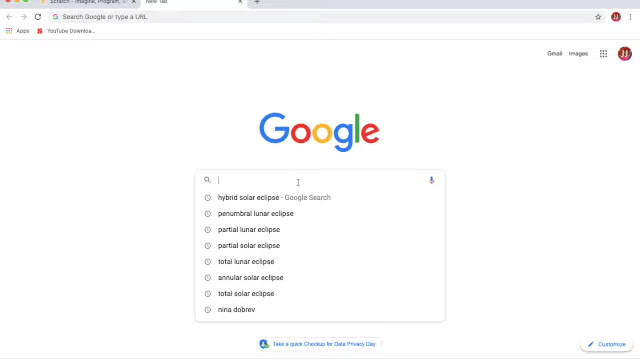 Scratch - Imagine, Program, S
New Tab
Search Google or type a URL
Apps
YouTube Downloa...
Gmail
Images
Google
hybrid solar eclipse - Google Search
penumbral lunar eclipse
partial lunar eclipse
partial solar eclipse
total lunar eclipse
annular solar eclipse
total solar eclipse
nina dobrev
Take a quick Checkup for Data Privacy Day
Customize